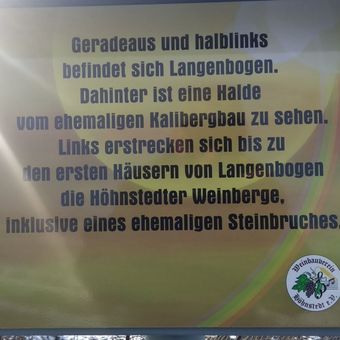 Geradeaus und halblinks
befindet sich Langenbogen.
Dahinter ist eine Halde
vom ehemaligen Kalibergbau zu sehen.
Links erstrecken sich bis zu
den ersten Häusern von Langenbogen
die Höhnstedter Weinberge,
inklusive eines ehemaligen Steinbruches.
Weinbauverein
Höhnstedt e.V.